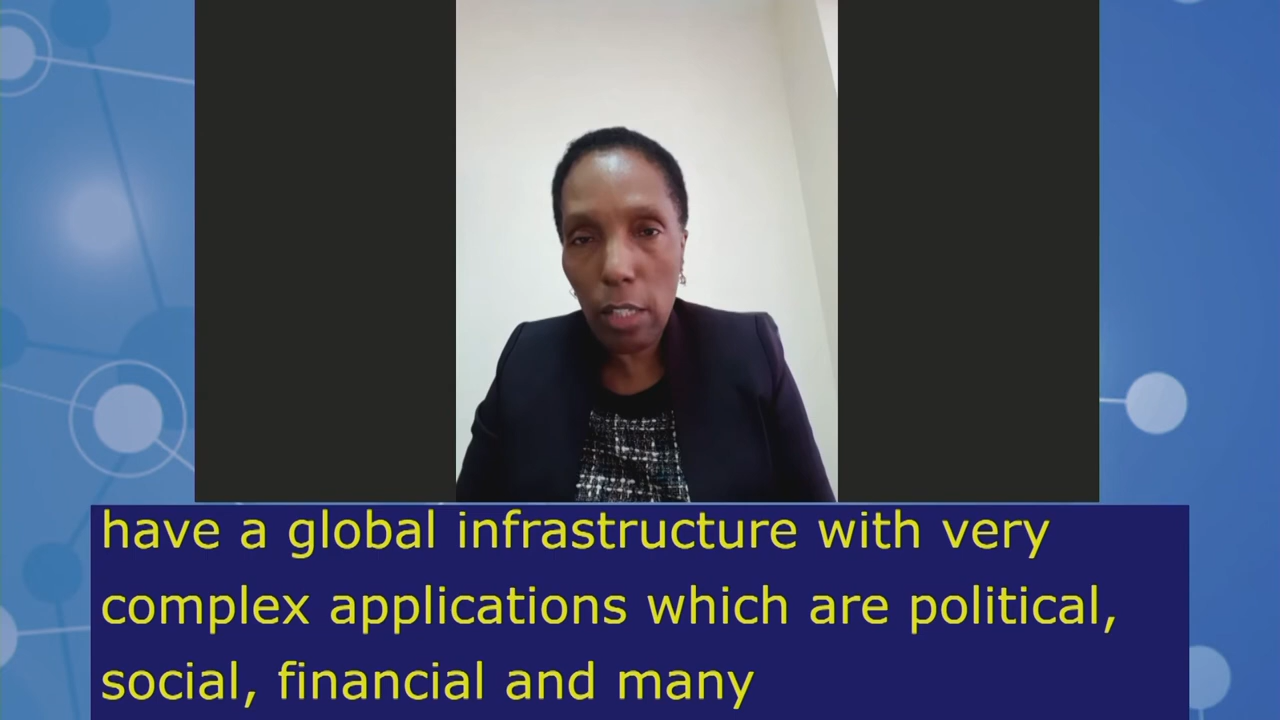 have a global infrastructure with very
complex applications which are political,
social, financial and many